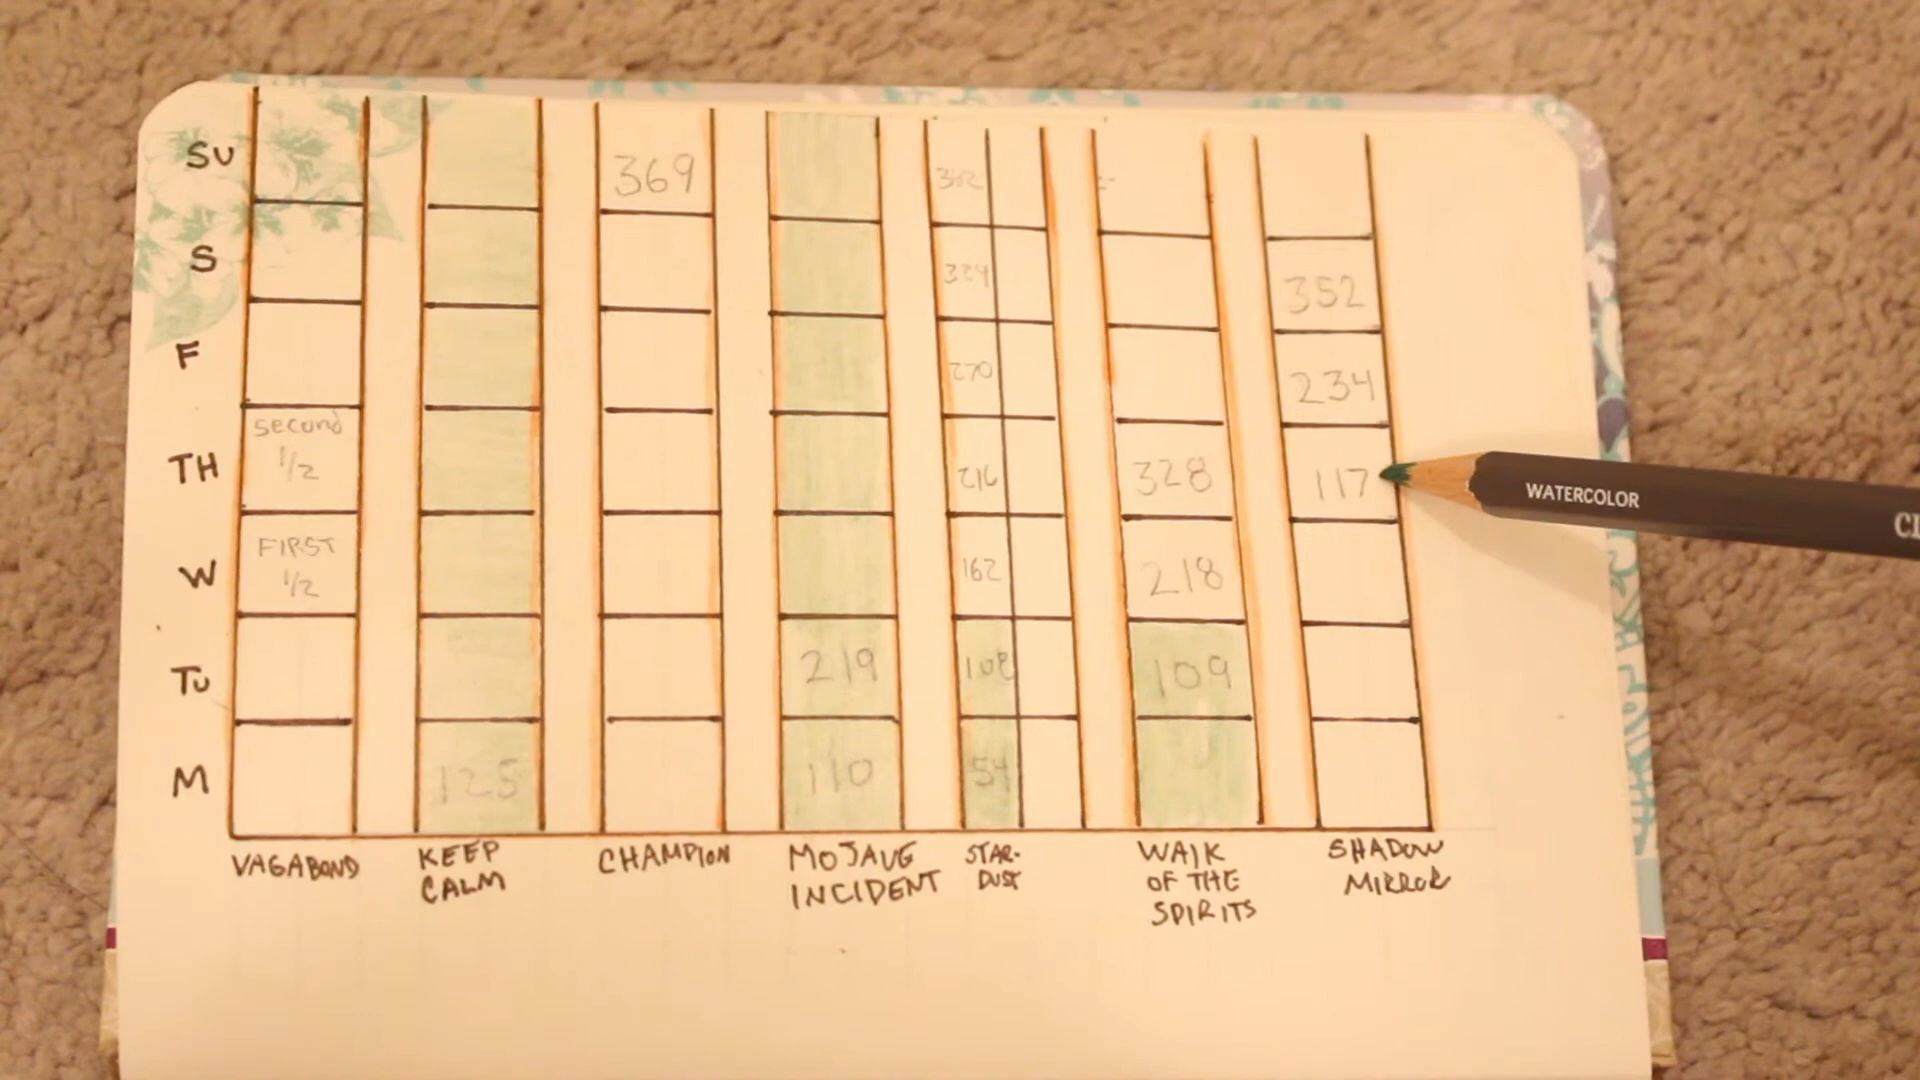 SU 369 382
S 324 352
F 270 234
second
TH 1/2 216 328 117
FIRST
W 1/2 162 218
TU 219 108 109
M 125 110 54
VAGABOND KEEP CHAMPION MOJAVE STAR- WALK SHADOW
CALM INCIDENT DUST OF THE MIRROR
SPIRITS
WATERCOLOR